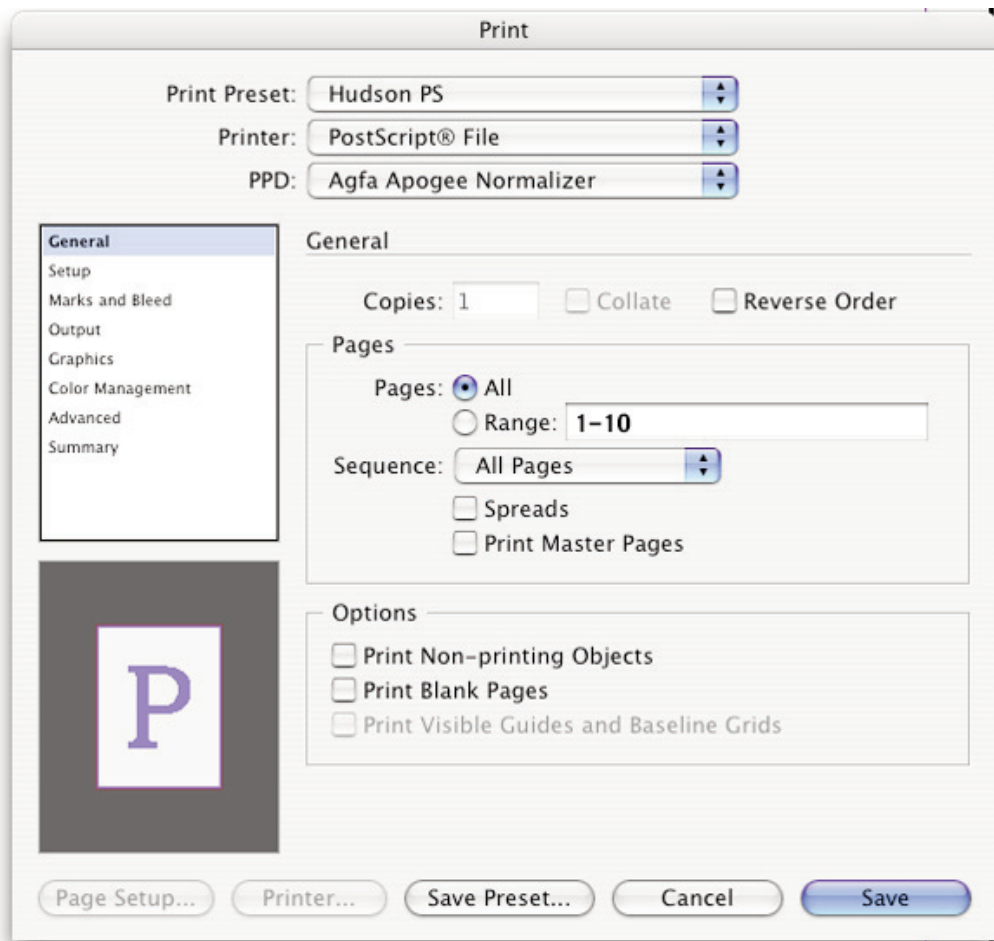 Print
Print Preset: Hudson PS
Printer: PostScript® File
PPD: Agfa Apogee Normalizer
General
Setup
Marks and Bleed
Output
Graphics
Color Management
Advanced
Summary
General
Copies: 1 Collate Reverse Order
Pages
Pages: All
Range: 1-10
Sequence: All Pages
Spreads
Print Master Pages
Options
Print Non-printing Objects
Print Blank Pages
Print Visible Guides and Baseline Grids
P
Page Setup... Printer... Save Preset... Cancel Save